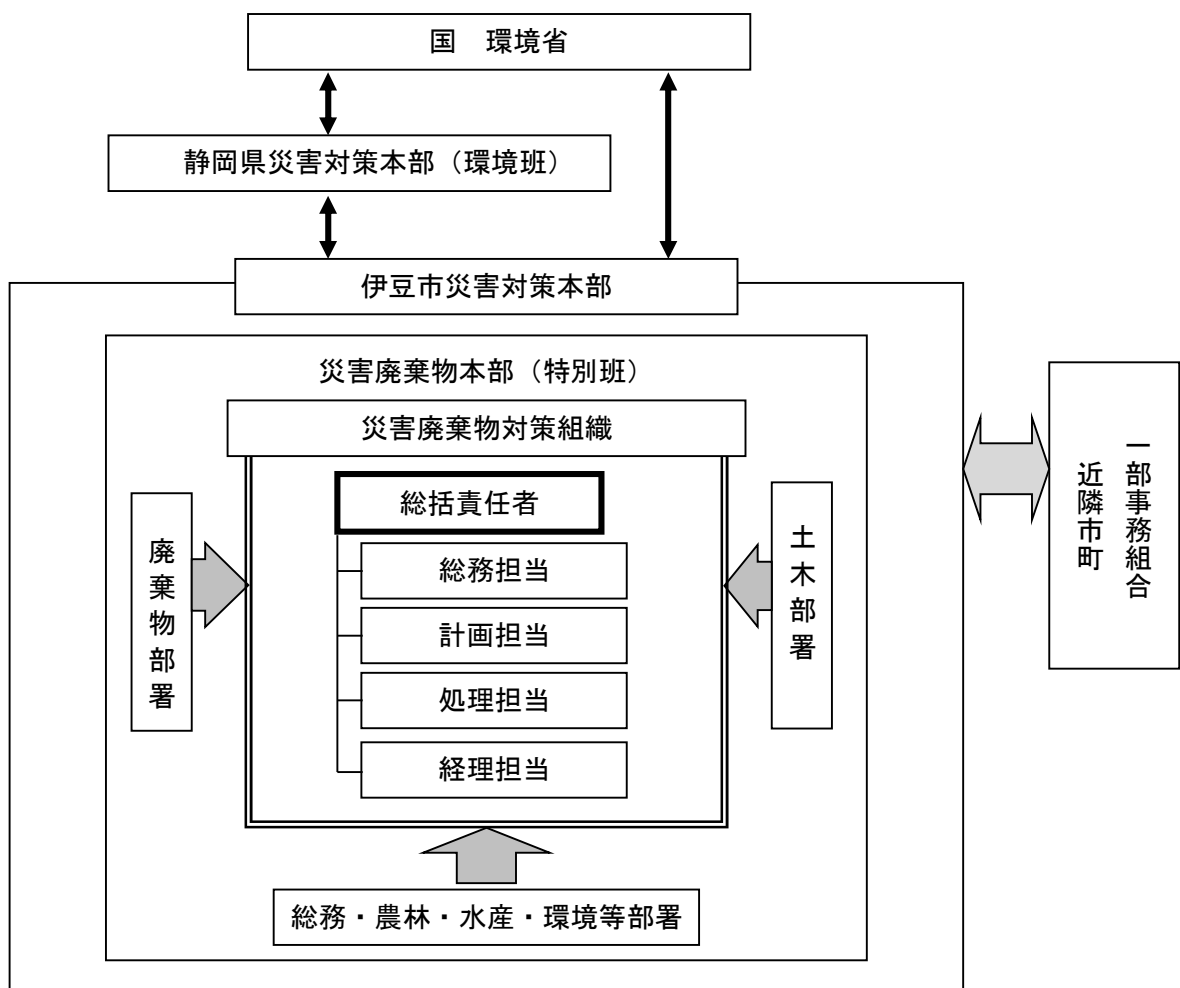 国　環境省
静岡県災害対策本部（環境班）
伊豆市災害対策本部
災害廃棄物本部（特別班）
災害廃棄物対策組織
総括責任者
総務担当
計画担当
処理担当
経理担当
廃棄物部署
土木部署
総務・農林・水産・環境等部署
一部事務組合
近隣市町